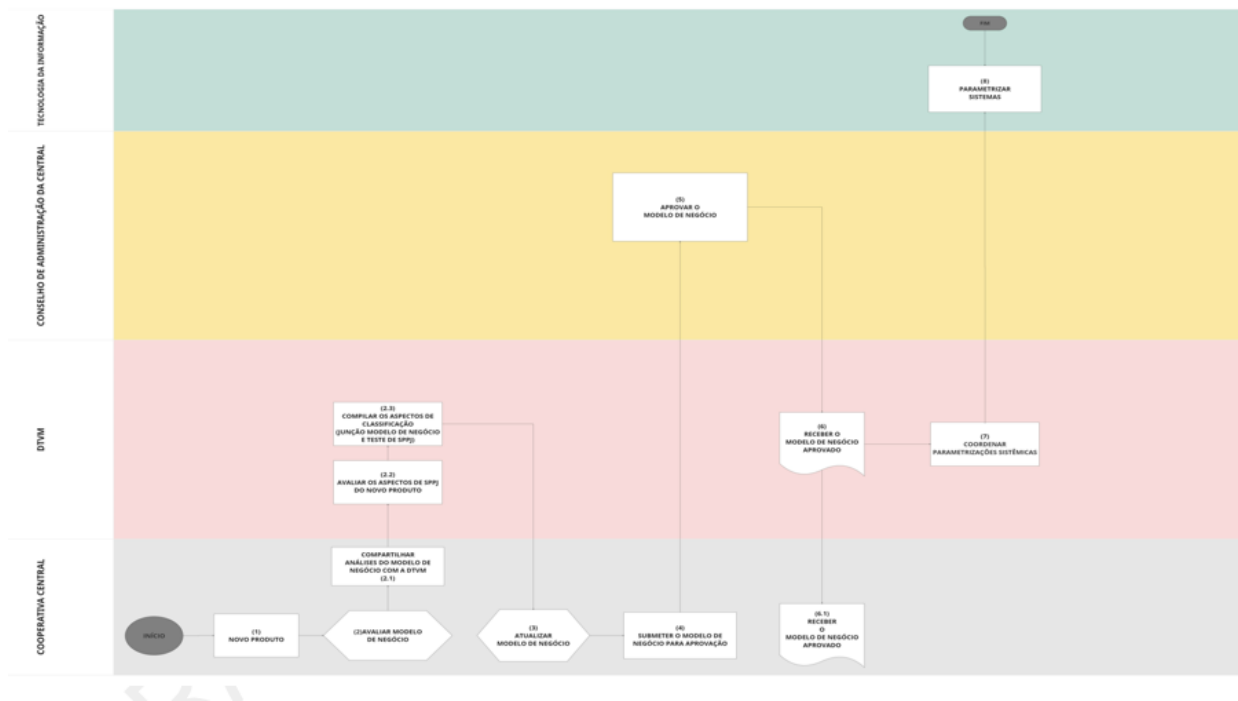 TECNOLOGIA DA INFORMAÇÃO
FIM
(8)
PARAMETRIZAR
SISTEMAS
CONSELHO DE ADMINISTRAÇÃO DA CENTRAL
(5)
APROVAR O
MODELO DE NEGÓCIO
DTVM
(2.3)
COMPILAR OS ASPECTOS DE
CLASSIFICAÇÃO
(JUNÇÃO MODELO DE NEGÓCIO
E TESTE DE SPPJ)
(2.2)
AVALIAR OS ASPECTOS DE SPPJ
DO NOVO PRODUTO
(6)
RECEBER O
MODELO DE NEGÓCIO
APROVADO
(7)
COORDENAR
PARAMETRIZAÇÕES SISTÊMICAS
COOPERATIVA CENTRAL
COMPARTILHAR
ANÁLISES DO MODELO DE
NEGÓCIO COM A DTVM
(2.1)
INÍCIO
(1)
NOVO PRODUTO
(2)AVALIAR MODELO
DE NEGÓCIO
(3)
ATUALIZAR
MODELO DE NEGÓCIO
(4)
SUBMETER O MODELO DE
NEGÓCIO PARA APROVAÇÃO
(6.1)
RECEBER
O
MODELO DE NEGÓCIO
APROVADO